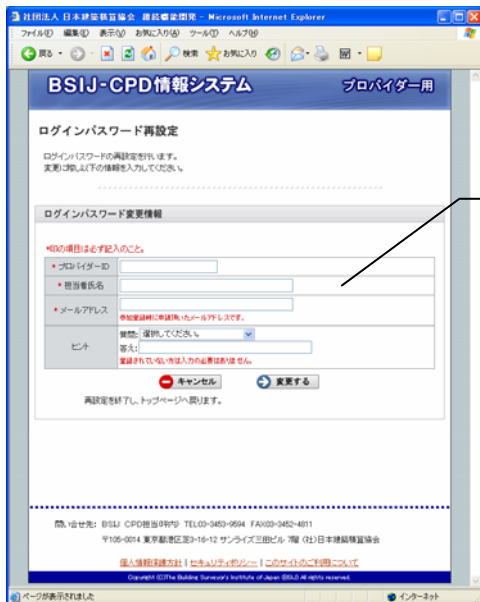 社団法人 日本建築積算協会 継続職能開発 - Microsoft Internet Explorer
ファイル(F) 編集(E) 表示(V) お気に入り(A) ツール(T) ヘルプ(H)
戻る 検索 お気に入り
BSIJ-CPD情報システム プロバイダー用
ログインパスワード再設定
ログインパスワードの再設定を行います。
変更に際し以下の情報を入力してください。
ログインパスワード変更情報
*印の項目は必ず記入のこと。
* プロバイダーID
* 担当者氏名
* メールアドレス
参加登録時に申請頂いたメールアドレスです。
ヒント
質問: 選択してください。
答え:
登録されていない方は入力の必要はありません。
キャンセル 変更する
再設定を終了し、トップページへ戻ります。
問い合せ先: BSIJ CPD担当(中内) TEL03-3453-9594 FAX03-3452-4811
〒105-0014 東京都港区芝3-16-12 サンライズ三田ビル 7階 (社)日本建築積算協会
個人情報保護方針 | セキュリティポリシー | このサイトのご利用について
Copyright (C)The Building Surveyor's Institute of Japan (BSIJ) All rights reserved.
ページが表示されました インターネット